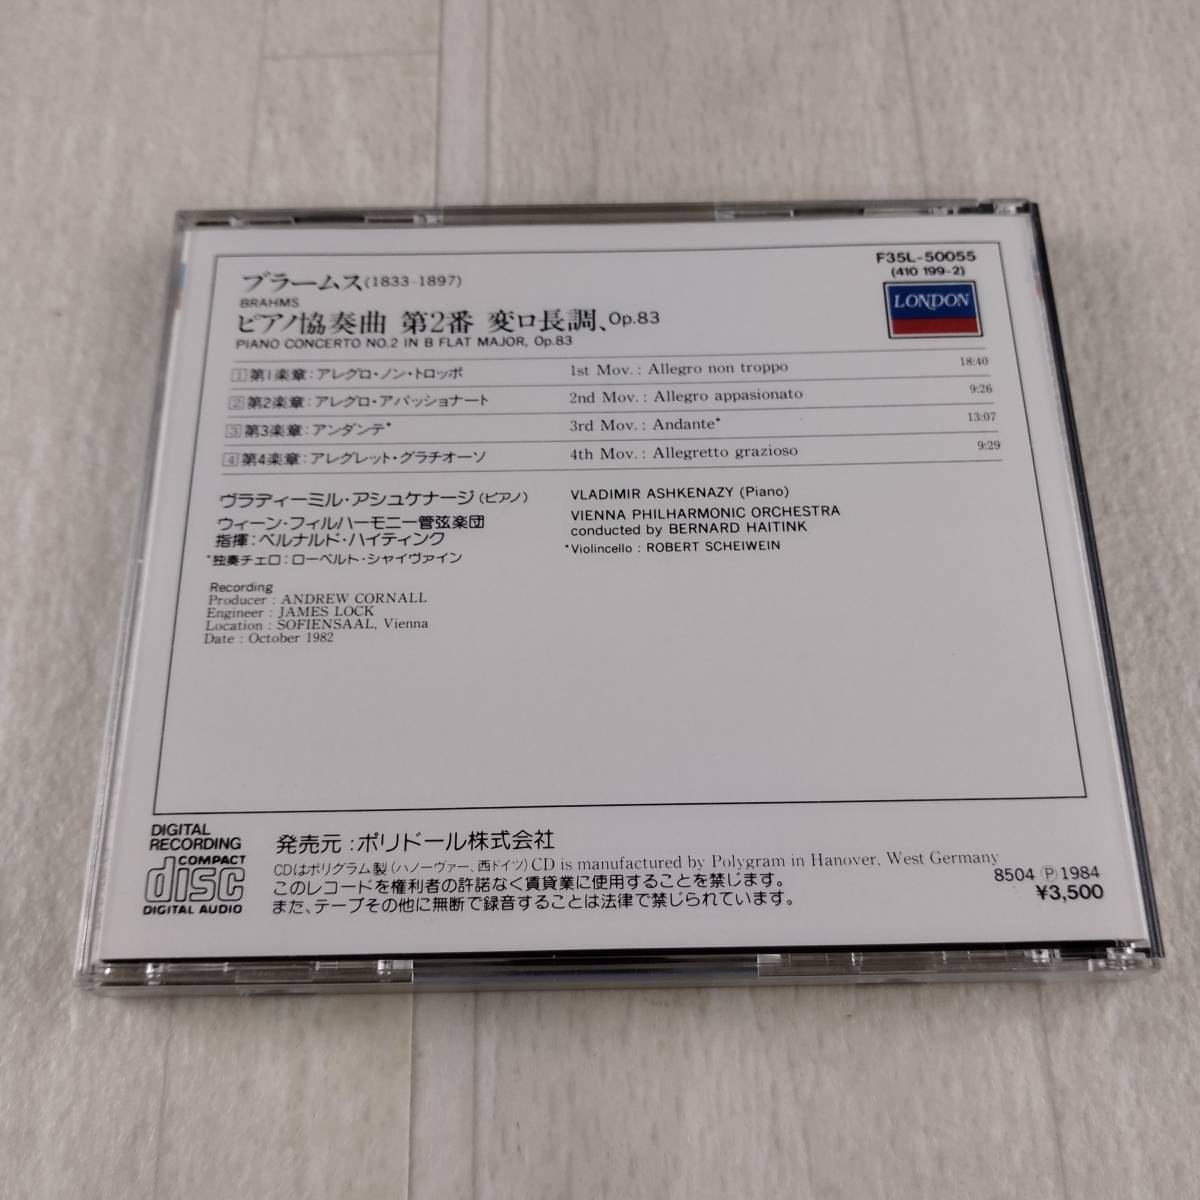 F35L-50055
(410 199-2)
LONDON
ブラームス(1833-1897)
BRAHMS
ピアノ協奏曲 第2番 変ロ長調、Op.83
PIANO CONCERTO NO.2 IN B FLAT MAJOR, Op.83
1 第1楽章:アレグロ・ノン・トロッポ 1st Mov. : Allegro non troppo 18:40
2 第2楽章:アレグロ・アパッショナート 2nd Mov. : Allegro appasionato 9:26
3 第3楽章:アンダンテ* 3rd Mov. : Andante* 13:07
4 第4楽章:アレグレット・グラチオーソ 4th Mov. : Allegretto grazioso 9:29
ヴラディーミル・アシュケナージ(ピアノ)
ウィーン・フィルハーモニー管弦楽団
指揮:ベルナルド・ハイティンク
*独奏チェロ:ローベルト・シャイヴァイン
VLADIMIR ASHKENAZY (Piano)
VIENNA PHILHARMONIC ORCHESTRA
conducted by BERNARD HAITINK
*Violincello : ROBERT SCHEIWEIN
Recording
Producer : ANDREW CORNALL
Engineer : JAMES LOCK
Location : SOFIENSAAL, Vienna
Date : October 1982
DIGITAL
RECORDING
COMPACT
disc
DIGITAL AUDIO
発売元:ポリドール株式会社
CDはポリグラム製(ハノーヴァー、西ドイツ)CD is manufactured by Polygram in Hanover, West Germany
このレコードを権利者の許諾なく賃貸業に使用することを禁じます。
また、テープその他に無断で録音することは法律で禁じられています。
8504 Ⓟ1984
¥3,500